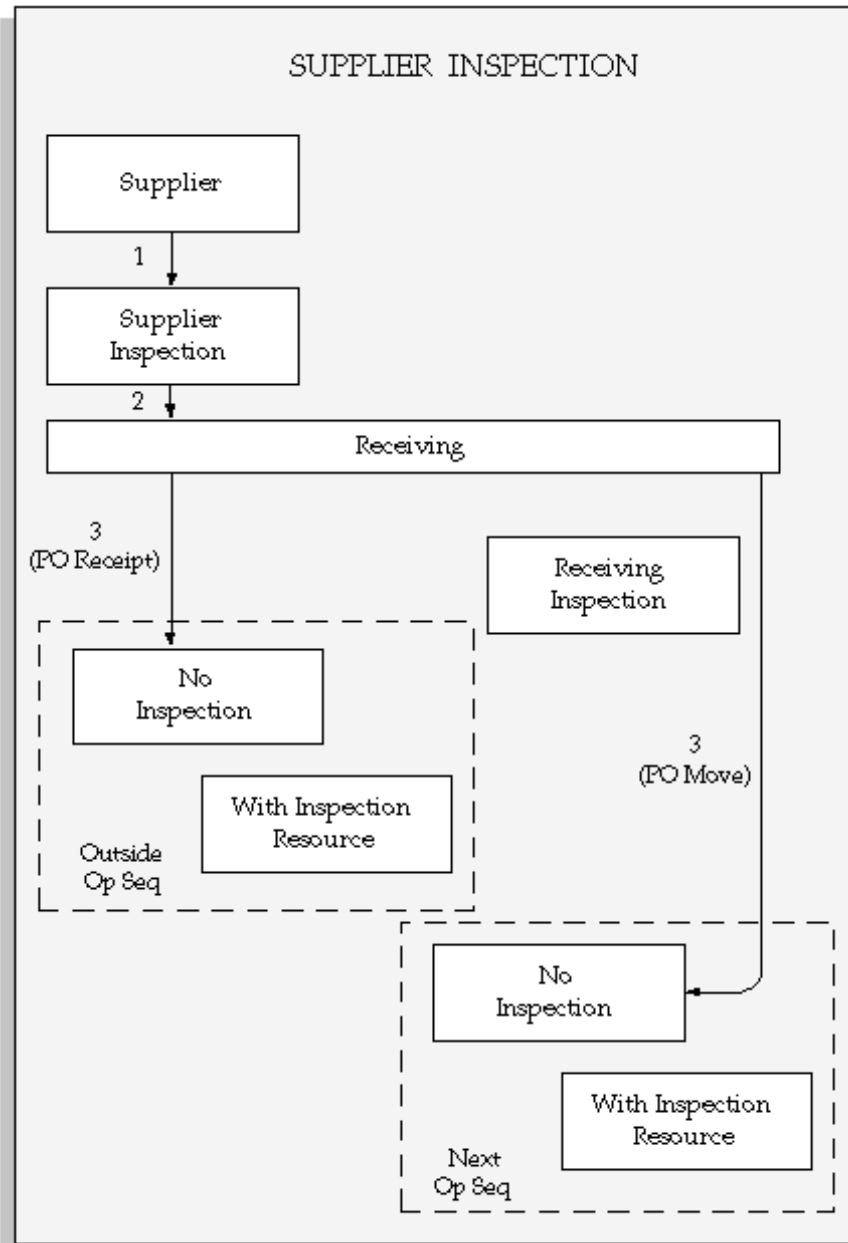 SUPPLIER INSPECTION
Supplier
1
Supplier
Inspection
2
Receiving
3
(PO Receipt)
Receiving
Inspection
No
Inspection
3
(PO Move)
With Inspection
Resource
Outside
Op Seq
No
Inspection
With Inspection
Resource
Next
Op Seq